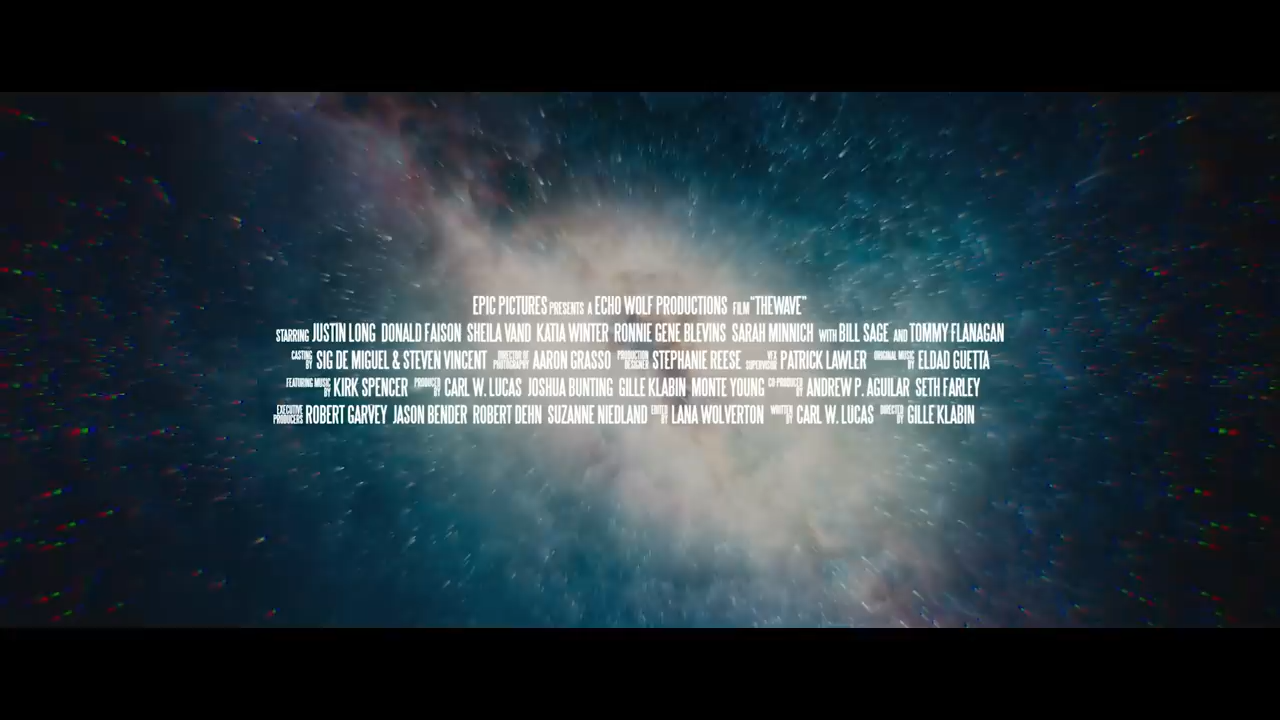 EPIC PICTURES PRESENTS A ECHO WOLF PRODUCTIONS FILM "THE WAVE"
STARRING JUSTIN LONG DONALD FAISON SHEILA VAND KATIA WINTER RONNIE GENE BLEVINS SARAH MINNICH WITH BILL SAGE AND TOMMY FLANAGAN
CASTING BY SIG DE MIGUEL & STEVEN VINCENT DIRECTOR OF PHOTOGRAPHY AARON GRASSO PRODUCTION DESIGNER STEPHANIE REESE VFX SUPERVISOR PATRICK LAWLER ORIGINAL MUSIC BY ELDAD GUETTA
FEATURING MUSIC BY KIRK SPENCER PRODUCED BY CARL W. LUCAS JOSHUA BUNTING GILLE KLABIN MONTE YOUNG CO-PRODUCED BY ANDREW P. AGUILAR SETH FARLEY
EXECUTIVE PRODUCERS ROBERT GARVEY JASON BENDER ROBERT DEHN SUZANNE NIEDLAND EDITED BY LANA WOLVERTON WRITTEN BY CARL W. LUCAS DIRECTED BY GILLE KLABIN